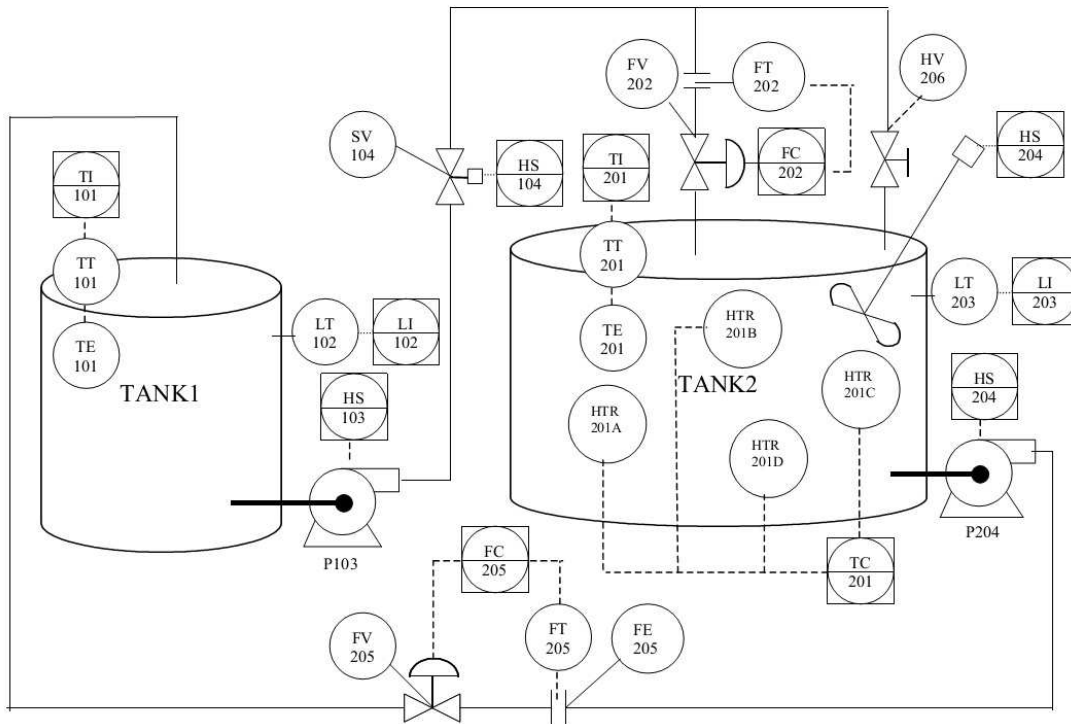 FV
202
FT
202
HV
206
SV
104
HS
104
TI
201
FC
202
HS
204
TI
101
TT
101
TE
101
TT
201
TE
201
LT
102
LI
102
LT
203
LI
203
HTR
201B
TANK1
TANK2
HS
103
HTR
201A
HTR
201C
HS
204
HTR
201D
P103
P204
FC
205
TC
201
FV
205
FT
205
FE
205